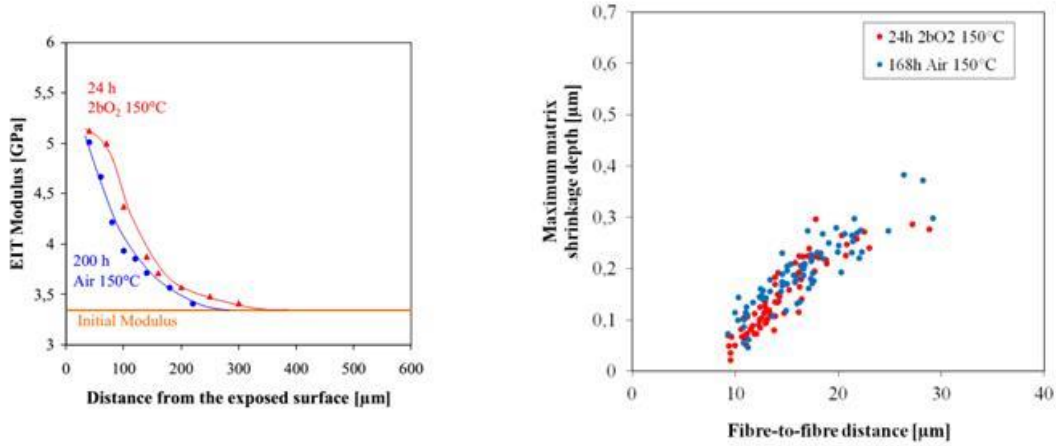 6
5,5
5
4,5
4
3,5
3
EIT Modulus [GPa]
24 h
2bO₂ 150°C
200 h
Air 150°C
Initial Modulus
0
100
200
300
400
500
600
Distance from the exposed surface [µm]
0,7
0,6
0,5
0,4
0,3
0,2
0,1
0
Maximum matrix
shrinkage depth [µm]
24h 2bO2 150°C
168h Air 150°C
0
10
20
30
40
Fibre-to-fibre distance [µm]